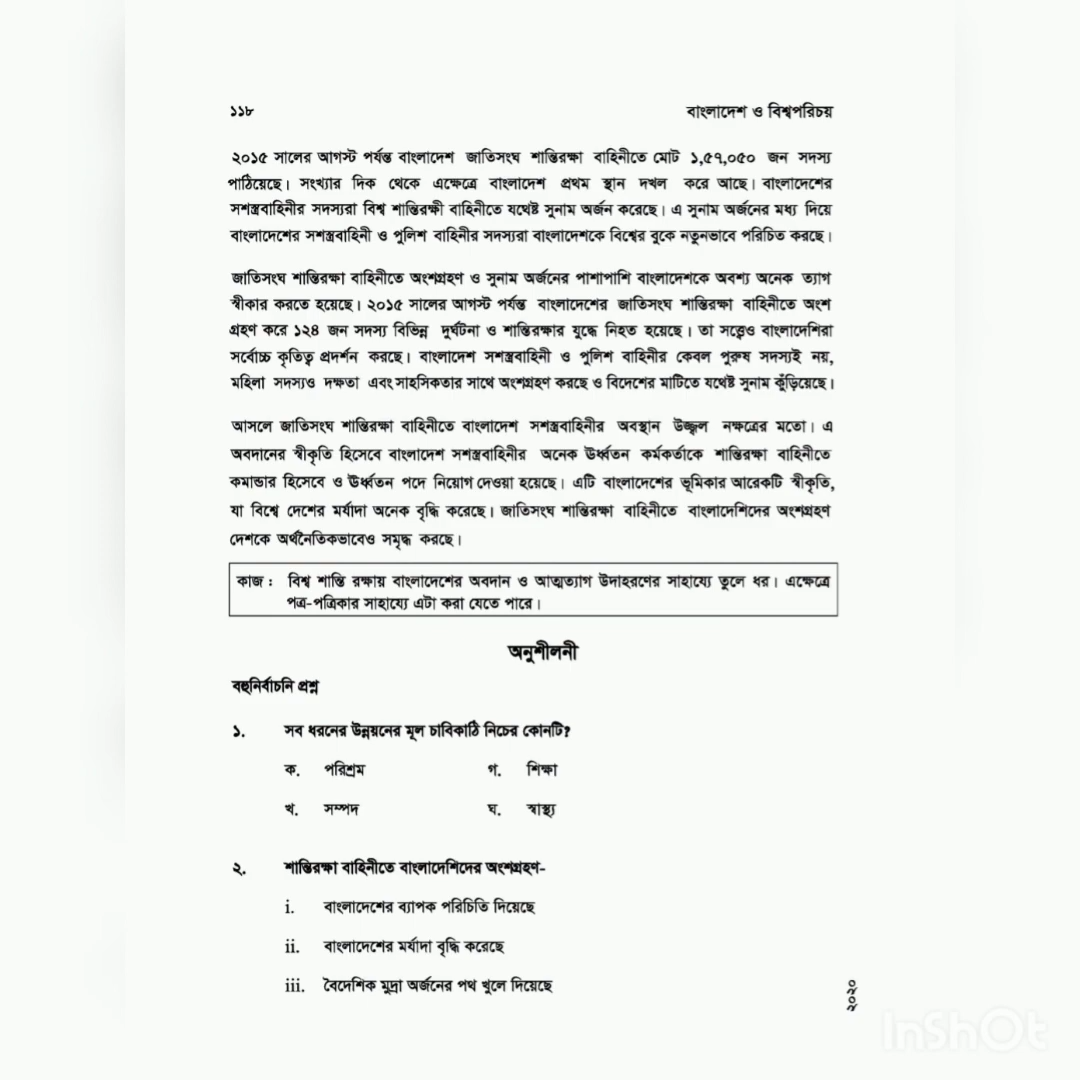 ১১৮ বাংলাদেশ ও বিশ্বপরিচয়
২০১৫ সালের আগস্ট পর্যন্ত বাংলাদেশ জাতিসংঘ শান্তিরক্ষা বাহিনীতে মোট ১,৫৭,০৫০ জন সদস্য
পাঠিয়েছে। সংখ্যার দিক থেকে এক্ষেত্রে বাংলাদেশ প্রথম স্থান দখল করে আছে। বাংলাদেশের
সশস্ত্রবাহিনীর সদস্যরা বিশ্ব শান্তিরক্ষী বাহিনীতে যথেষ্ট সুনাম অর্জন করেছে। এ সুনাম অর্জনের মধ্য দিয়ে
বাংলাদেশের সশস্ত্রবাহিনী ও পুলিশ বাহিনীর সদস্যরা বাংলাদেশকে বিশ্বের বুকে নতুনভাবে পরিচিত করছে।
জাতিসংঘ শান্তিরক্ষা বাহিনীতে অংশগ্রহণ ও সুনাম অর্জনের পাশাপাশি বাংলাদেশকে অবশ্য অনেক ত্যাগ
স্বীকার করতে হয়েছে। ২০১৫ সালের আগস্ট পর্যন্ত বাংলাদেশের জাতিসংঘ শান্তিরক্ষা বাহিনীতে অংশ
গ্রহণ করে ১২৪ জন সদস্য বিভিন্ন দুর্ঘটনা ও শান্তিরক্ষার যুদ্ধে নিহত হয়েছে। তা সত্ত্বেও বাংলাদেশিরা
সর্বোচ্চ কৃতিত্ব প্রদর্শন করছে। বাংলাদেশ সশস্ত্রবাহিনী ও পুলিশ বাহিনীর কেবল পুরুষ সদস্যই নয়,
মহিলা সদস্যও দক্ষতা এবং সাহসিকতার সাথে অংশগ্রহণ করছে ও বিদেশের মাটিতে যথেষ্ট সুনাম কুঁড়িয়েছে।
আসলে জাতিসংঘ শান্তিরক্ষা বাহিনীতে বাংলাদেশ সশস্ত্রবাহিনীর অবস্থান উজ্জ্বল নক্ষত্রের মতো। এ
অবদানের স্বীকৃতি হিসেবে বাংলাদেশ সশস্ত্রবাহিনীর অনেক ঊর্ধ্বতন কর্মকর্তাকে শান্তিরক্ষা বাহিনীতে
কমান্ডার হিসেবে ও ঊর্ধ্বতন পদে নিয়োগ দেওয়া হয়েছে। এটি বাংলাদেশের ভূমিকার আরেকটি স্বীকৃতি,
যা বিশ্বে দেশের মর্যাদা অনেক বৃদ্ধি করেছে। জাতিসংঘ শান্তিরক্ষা বাহিনীতে বাংলাদেশিদের অংশগ্রহণ
দেশকে অর্থনৈতিকভাবেও সমৃদ্ধ করছে।
কাজ : বিশ্ব শান্তি রক্ষায় বাংলাদেশের অবদান ও আত্মত্যাগ উদাহরণের সাহায্যে তুলে ধর। এক্ষেত্রে
পত্র-পত্রিকার সাহায্যে এটা করা যেতে পারে।
অনুশীলনী
বহুনির্বাচনি প্রশ্ন
১. সব ধরনের উন্নয়নের মূল চাবিকাঠি নিচের কোনটি?
ক. পরিশ্রম গ. শিক্ষা
খ. সম্পদ ঘ. স্বাস্থ্য
২. শান্তিরক্ষা বাহিনীতে বাংলাদেশিদের অংশগ্রহণ-
i. বাংলাদেশের ব্যাপক পরিচিতি দিয়েছে
ii. বাংলাদেশের মর্যাদা বৃদ্ধি করেছে
iii. বৈদেশিক মুদ্রা অর্জনের পথ খুলে দিয়েছে
২০২০
InShOt